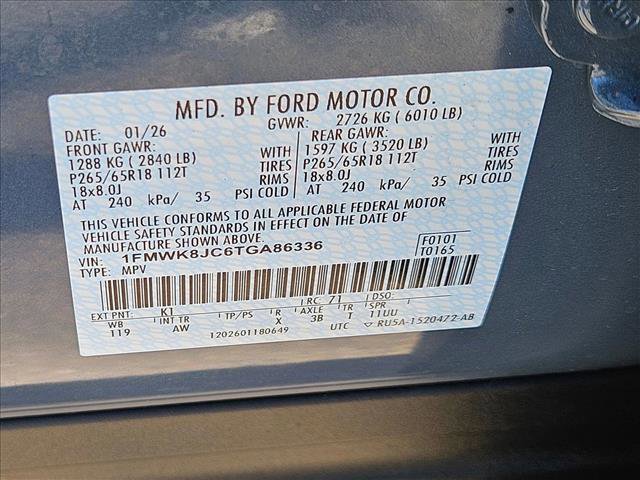 MFD. BY FORD MOTOR CO.
DATE: 01/26 GVWR: 2726 KG ( 6010 LB)
FRONT GAWR: REAR GAWR:
1288 KG ( 2840 LB) WITH 1597 KG ( 3520 LB) WITH
P265/65R18 112T TIRES P265/65R18 112T TIRES
18x8.0J RIMS 18x8.0J RIMS
AT 240 kPa/ 35 PSI COLD AT 240 kPa/ 35 PSI COLD
THIS VEHICLE CONFORMS TO ALL APPLICABLE FEDERAL MOTOR
VEHICLE SAFETY STANDARDS IN EFFECT ON THE DATE OF
MANUFACTURE SHOWN ABOVE.
VIN: 1FMWK8JC6TGA86336 F0101
TYPE: MPV T0165
EXT PNT: K1 RC: 71 DSO:
WB INT TR TP/PS R AXLE TR SPR
119 AW X 3B T 11UU
1202601180649 UTC ▽ RU5A-1520472-AB